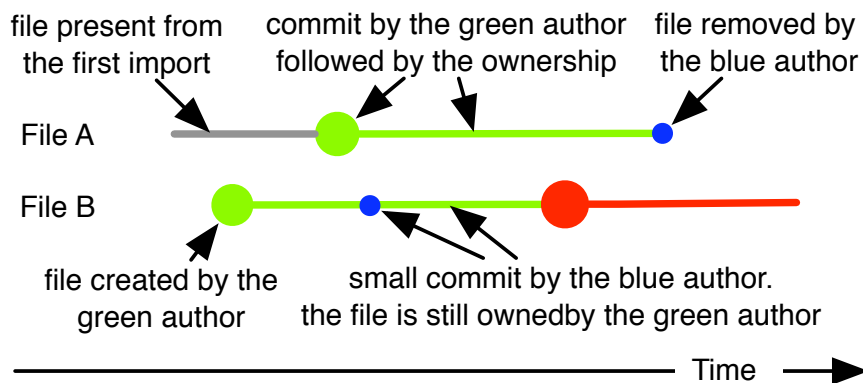 file present from
the first import
commit by the green author
followed by the ownership
file removed by
the blue author
File A
File B
file created by the
green author
small commit by the blue author.
the file is still ownedby the green author
Time